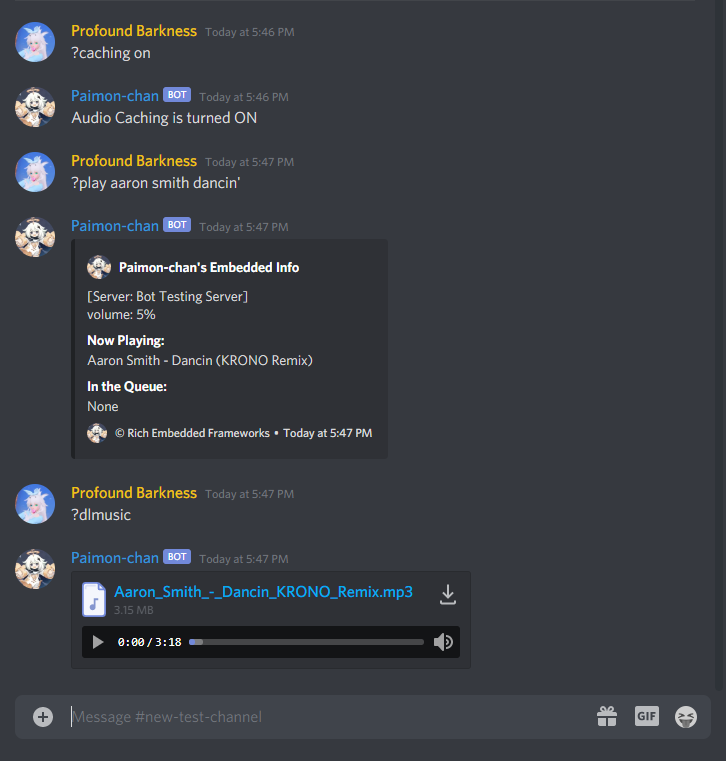 Profound Barkness Today at 5:46 PM
?caching on
Paimon-chan BOT Today at 5:46 PM
Audio Caching is turned ON
Profound Barkness Today at 5:47 PM
?play aaron smith dancin'
Paimon-chan BOT Today at 5:47 PM
Paimon-chan's Embedded Info
[Server: Bot Testing Server]
volume: 5%
Now Playing:
Aaron Smith - Dancin (KRONO Remix)
In the Queue:
None
© Rich Embedded Frameworks • Today at 5:47 PM
Profound Barkness Today at 5:47 PM
?dlmusic
Paimon-chan BOT Today at 5:47 PM
Aaron_Smith_-_Dancin_KRONO_Remix.mp3
3.15 MB
0:00 / 3:18
Message #new-test-channel
GIF